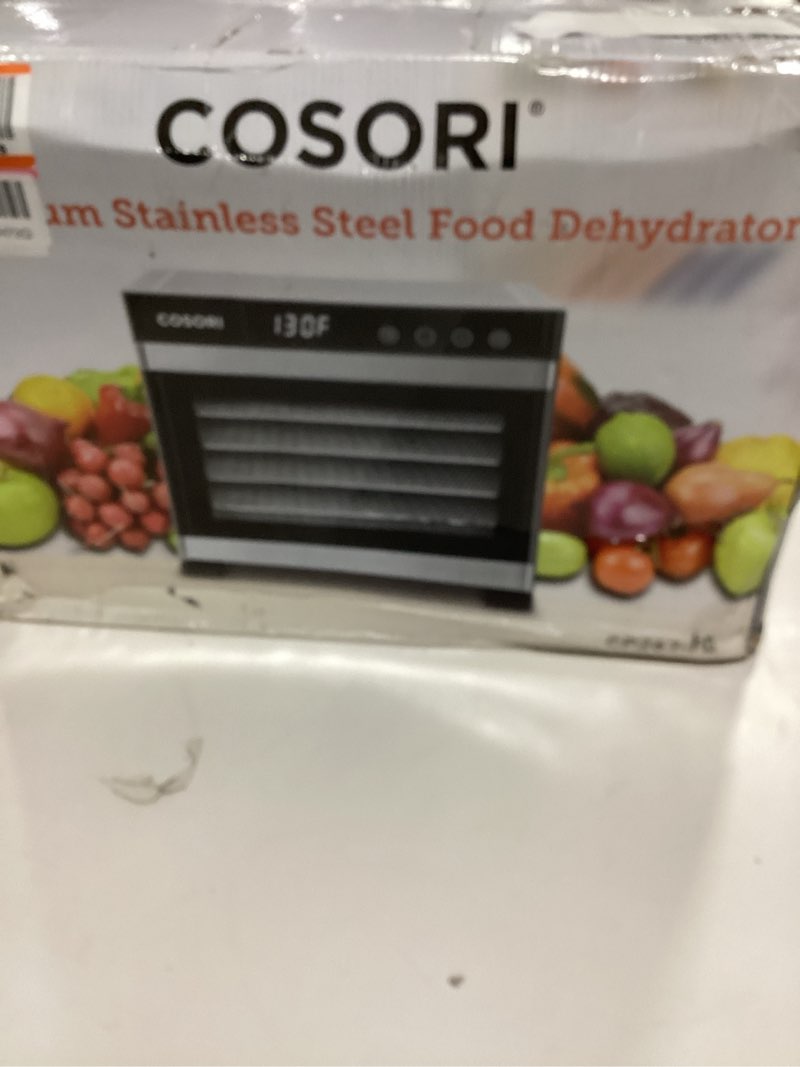 COSORI®
um Stainless Steel Food Dehydrator
COSORI 130F